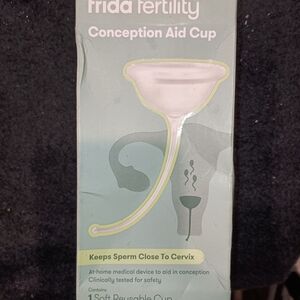 frida fertility
Conception Aid Cup
Keeps Sperm Close To Cervix
At-home medical device to aid in conception
Clinically tested for safety
Contains:
1 Soft Reusable Cup